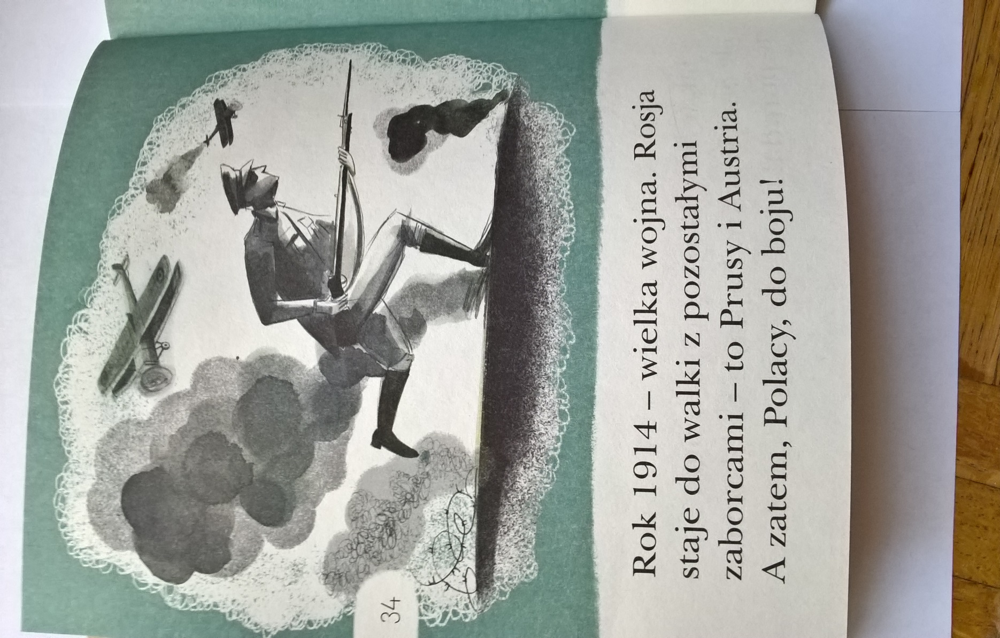 Rok 1914 – wielka wojna. Rosja
staje do walki z pozostałymi
zaborcami – to Prusy i Austria.
A zatem, Polacy, do boju!
34